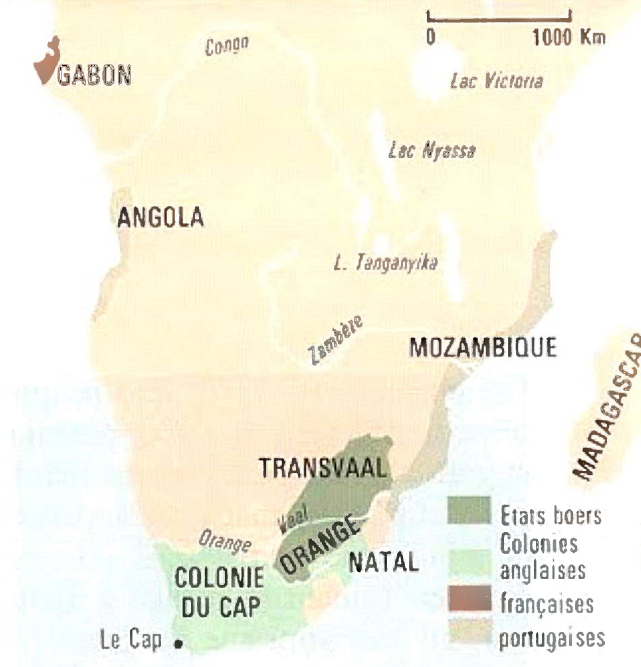 0 1000 Km
Congo
GABON
Lac Victoria
Lac Nyassa
ANGOLA
L. Tanganyika
Zambèze
MOZAMBIQUE
MADAGASCAR
TRANSVAAL
Vaal
Orange
ORANGE
NATAL
COLONIE
DU CAP
Le Cap
Etats boers
Colonies
anglaises
françaises
portugaises